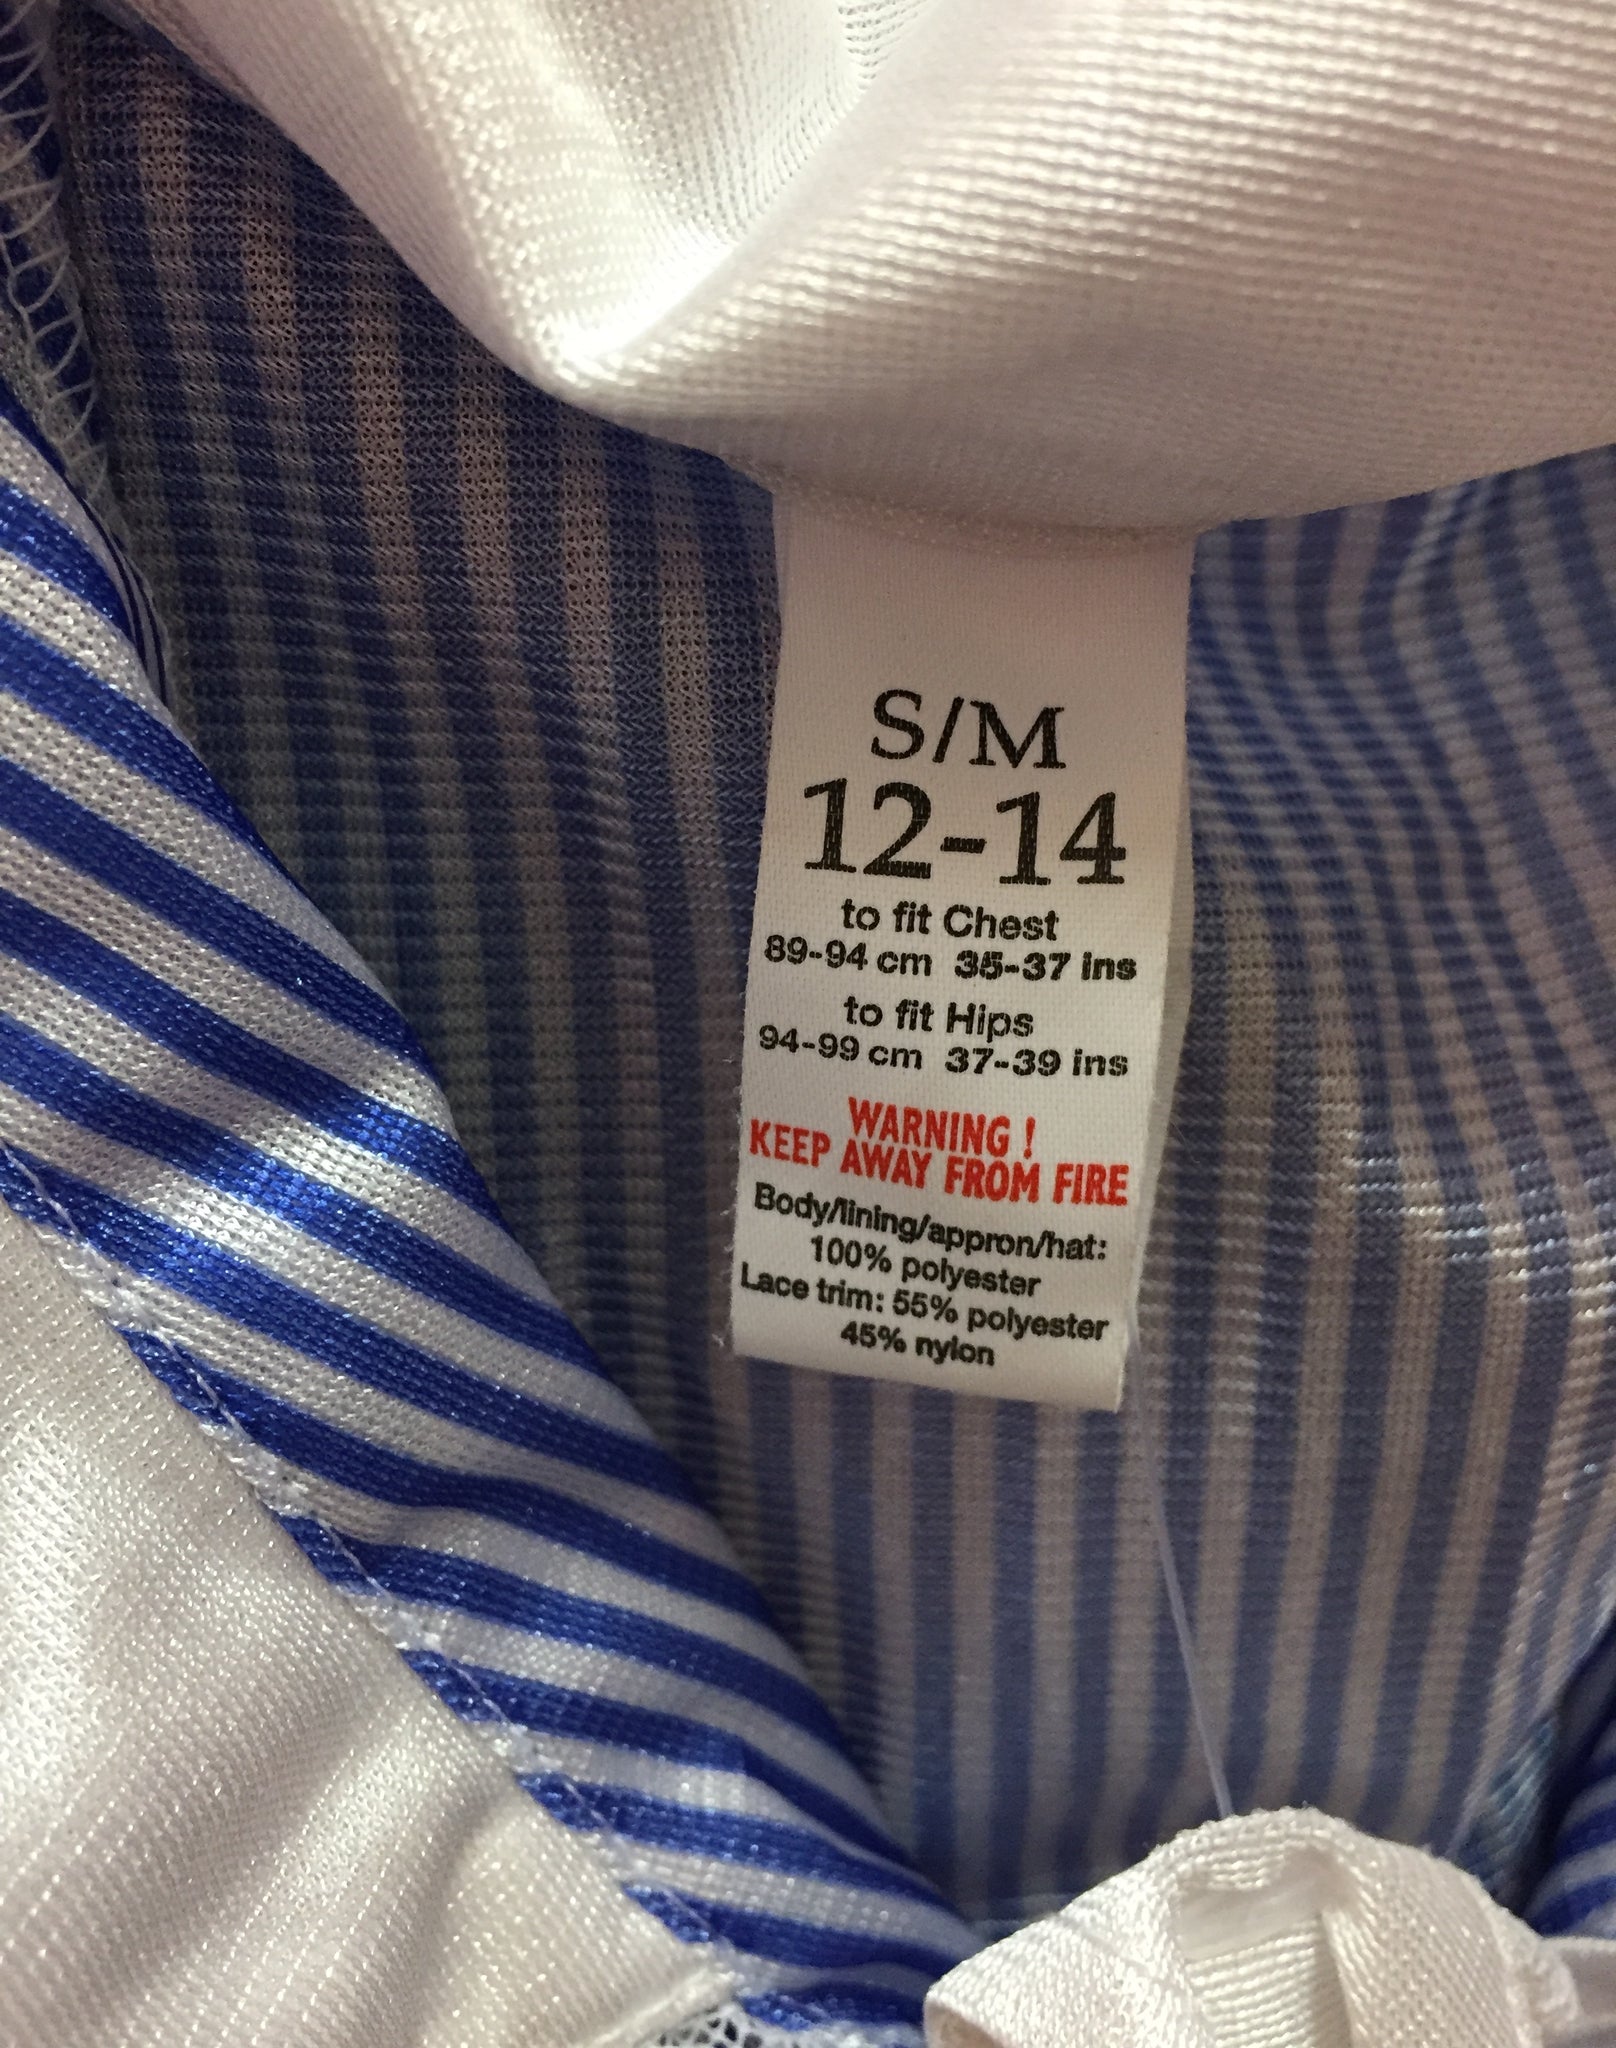 S/M
12-14
to fit Chest
89-94 cm 35-37 ins
to fit Hips
94-99 cm 37-39 ins
WARNING !
KEEP AWAY FROM FIRE
Body/lining/appron/hat:
100% polyester
Lace trim: 55% polyester
45% nylon